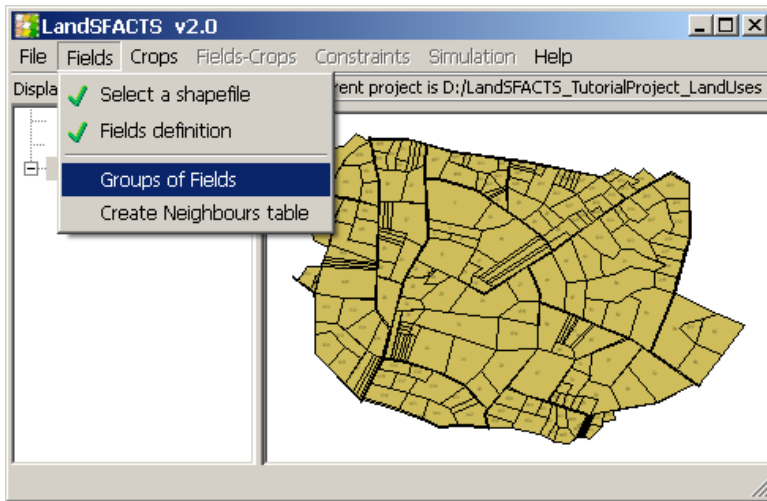 LandSFACTS v2.0
File Fields Crops Fields-Crops Constraints Simulation Help
Displa rent project is D:/LandSFACTS_TutorialProject_LandUses
Select a shapefile
Fields definition
Groups of Fields
Create Neighbours table